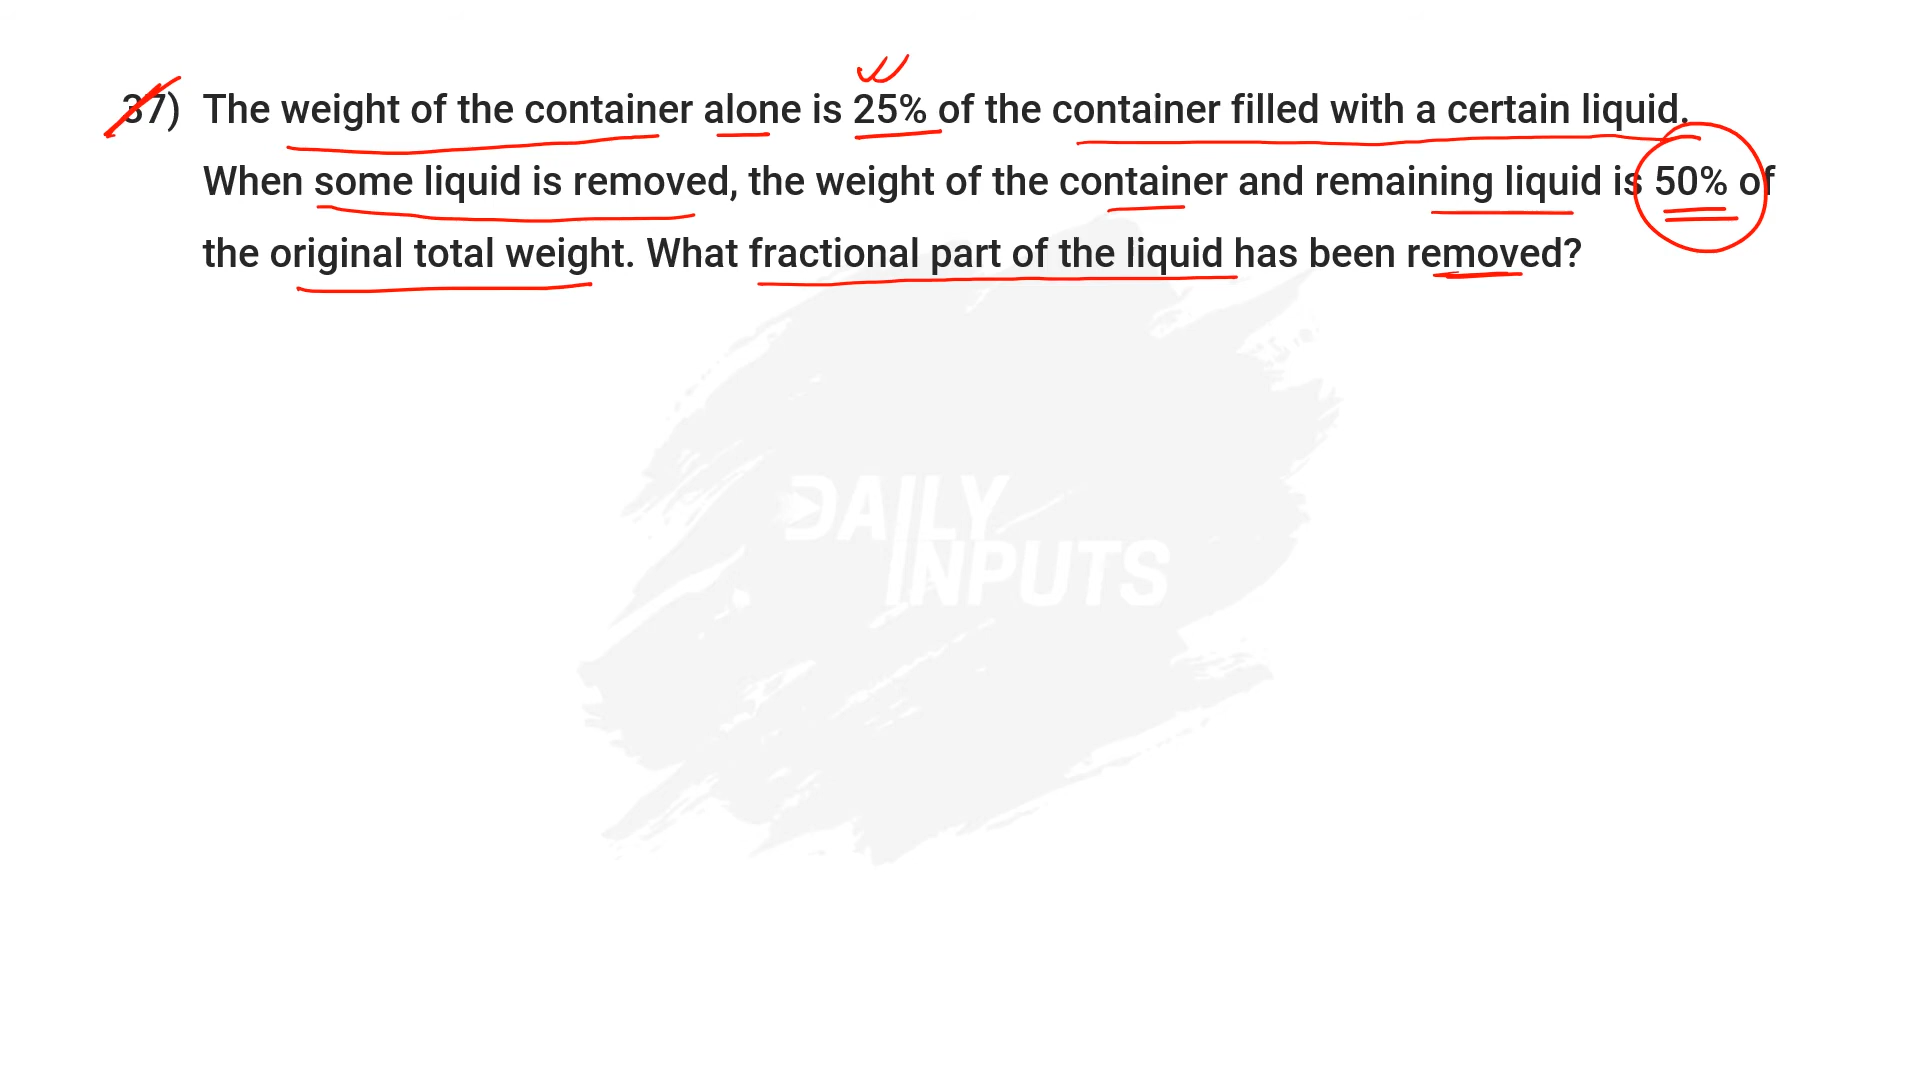 37) The weight of the container alone is 25% of the container filled with a certain liquid.
When some liquid is removed, the weight of the container and remaining liquid is 50% of
the original total weight. What fractional part of the liquid has been removed?
DAILY
INPUTS